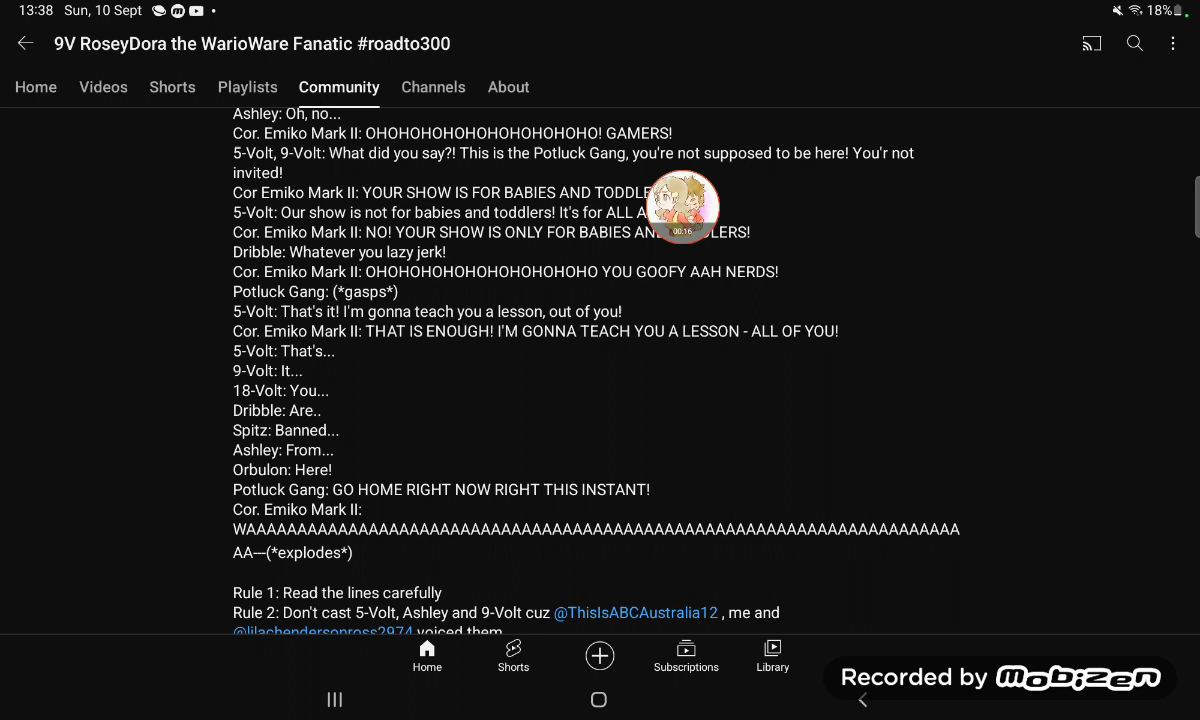 13:38 Sun, 10 Sept 18%
9V RoseyDora the WarioWare Fanatic #roadto300
Home Videos Shorts Playlists Community Channels About
Ashley: Oh, no...
Cor. Emiko Mark II: OHOHOHOHOHOHOHOHOHO! GAMERS!
5-Volt, 9-Volt: What did you say?! This is the Potluck Gang, you're not supposed to be here! You'r not
invited!
Cor Emiko Mark II: YOUR SHOW IS FOR BABIES AND
5-Volt: Our show is not for babies and toddlers! It's for ALL
00:16
Cor. Emiko Mark II: NO! YOUR SHOW IS ONLY FOR BABIES
Dribble: Whatever you lazy jerk!
Cor. Emiko Mark II: OHOHOHOHOHOHOHOHOHOHO YOU GOOFY AAH NERDS!
Potluck Gang: (*gasps*)
5-Volt: That's it! I'm gonna teach you a lesson, out of you!
Cor. Emiko Mark II: THAT IS ENOUGH! I'M GONNA TEACH YOU A LESSON - ALL OF YOU!
5-Volt: That's...
9-Volt: It...
18-Volt: You...
Dribble: Are..
Spitz: Banned...
Ashley: From...
Orbulon: Here!
Potluck Gang: GO HOME RIGHT NOW RIGHT THIS INSTANT!
Cor. Emiko Mark II:
WAAAAAAAAAAAAAAAAAAAAAAAAAAAAAAAAAAAAAAAAAAAAAAAAAAAAAAAAAAAAAAAAAAAAA
AA---(*explodes*)
Rule 1: Read the lines carefully
Rule 2: Don't cast 5-Volt, Ashley and 9-Volt cuz @ThisIsABCAustralia12 , me and
@lilachendersonross2974 voiced them
Home Shorts Subscriptions Library
Recorded by mobizen